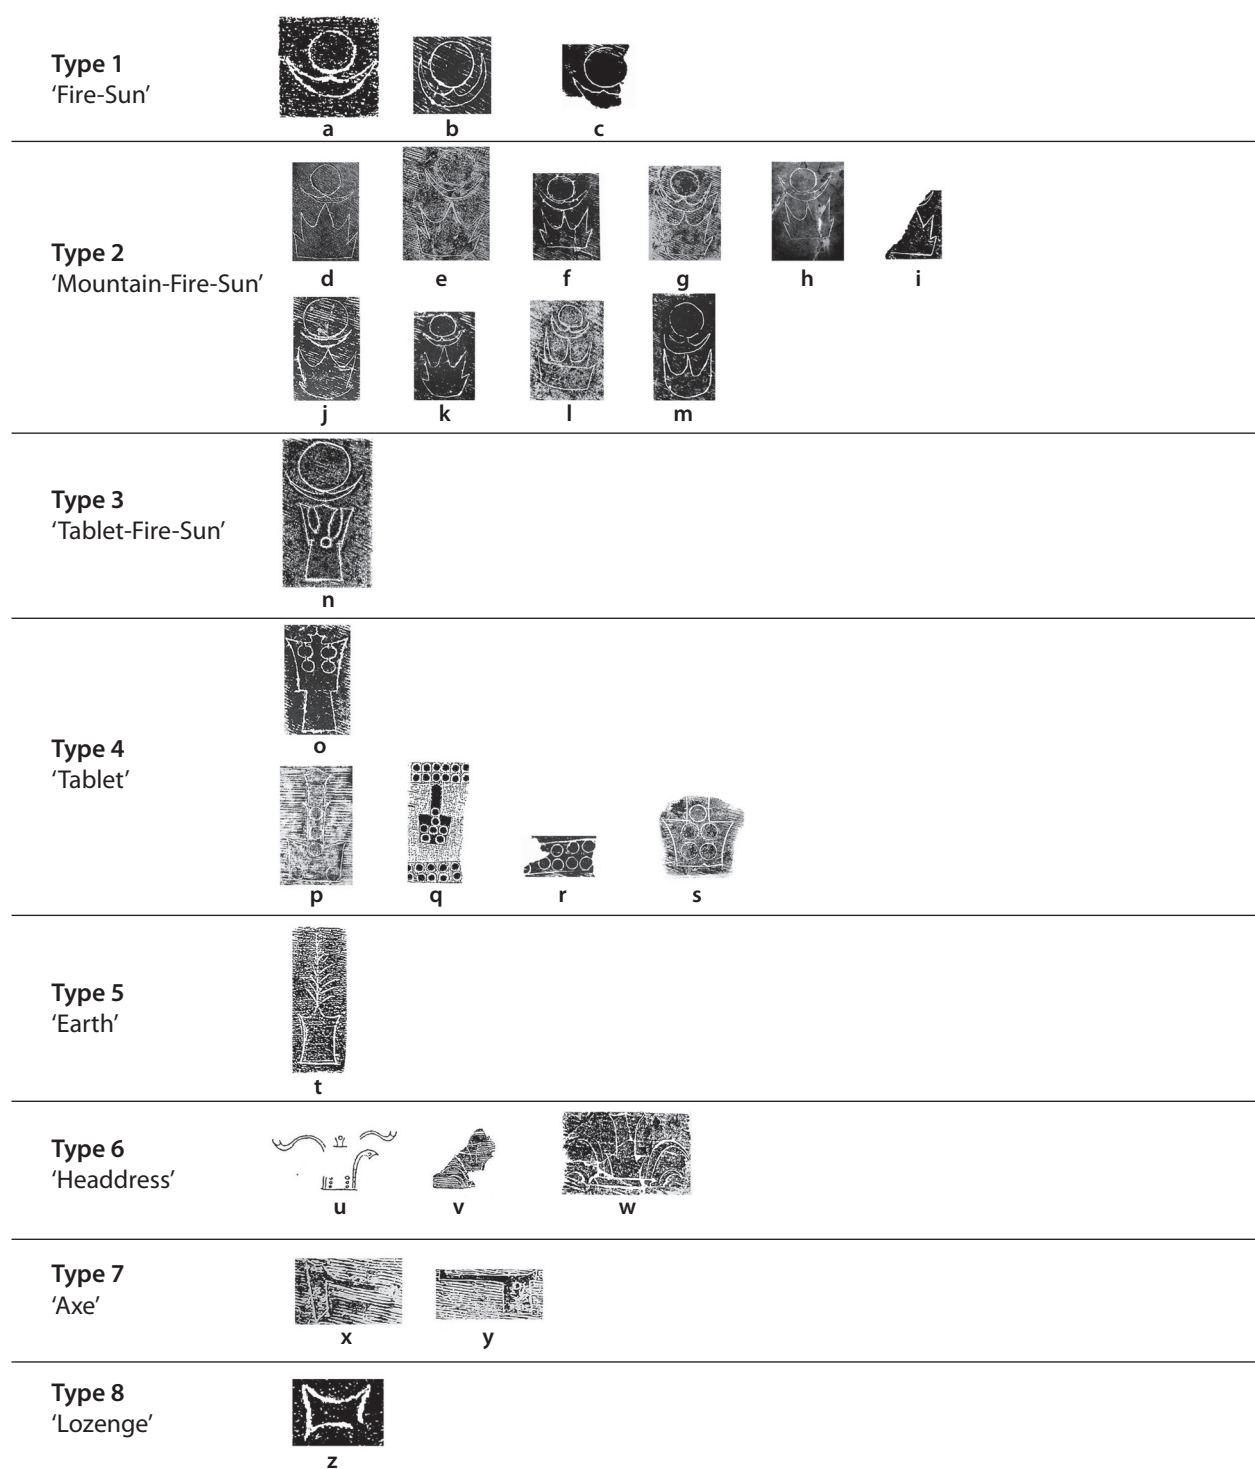 Type 1
‘Fire-Sun’
a b c
Type 2
‘Mountain-Fire-Sun’
d e f g h i
j k l m
Type 3
‘Tablet-Fire-Sun’
n
Type 4
‘Tablet’
o
p q r s
Type 5
‘Earth’
t
Type 6
‘Headdress’
u v w
Type 7
‘Axe’
x y
Type 8
‘Lozenge’
z